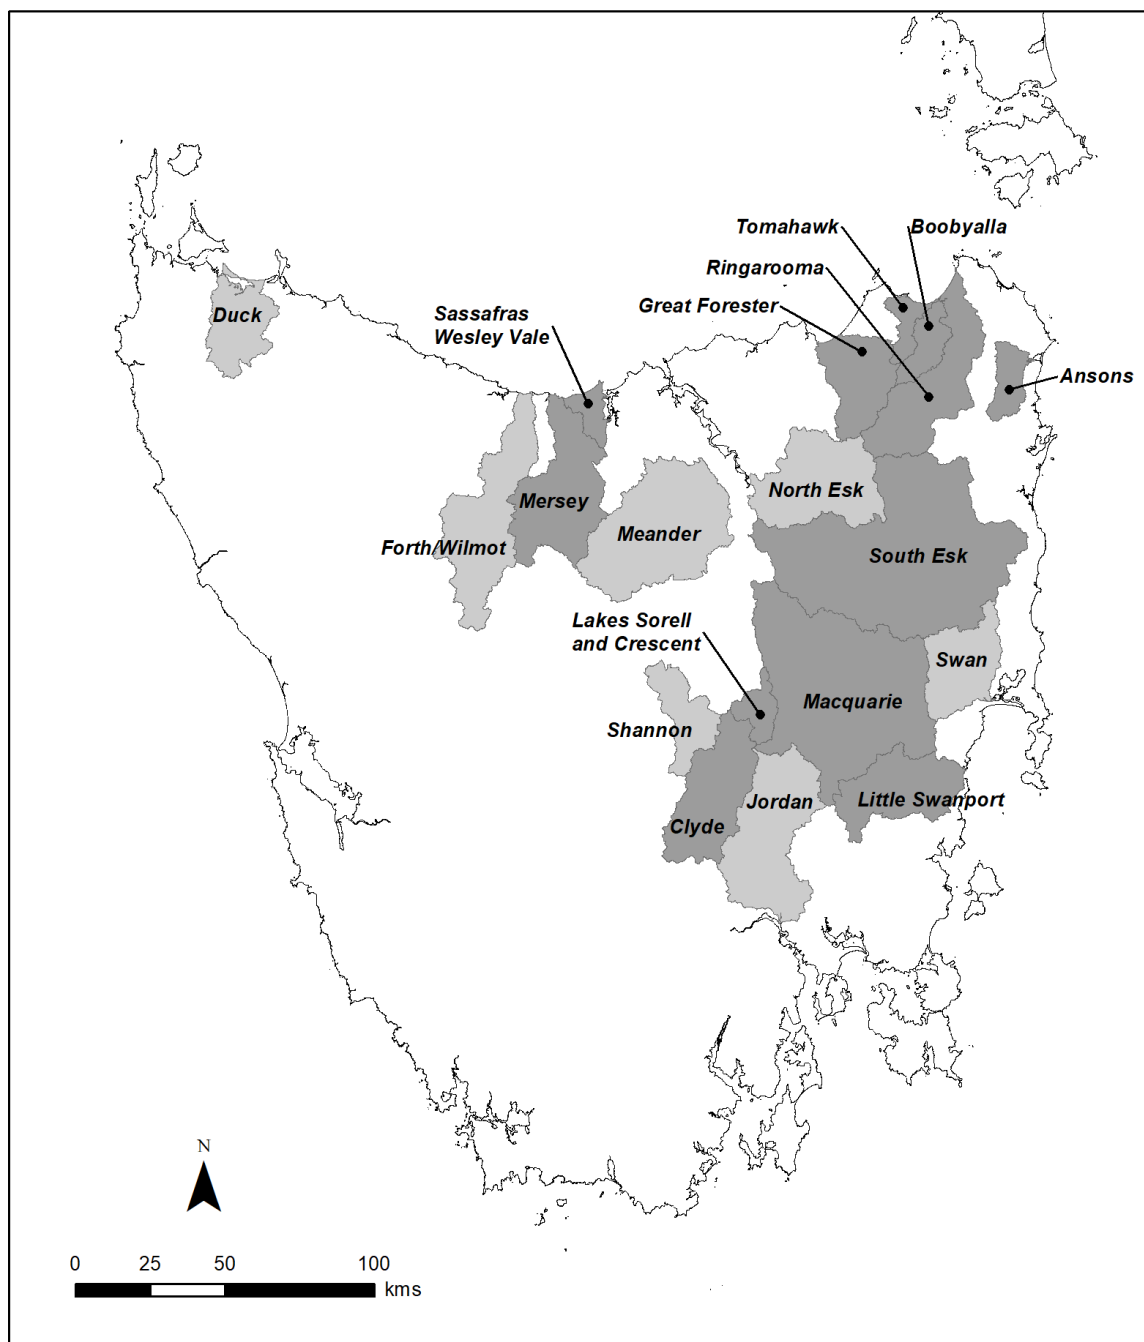 Tomahawk
Boobyalla
Ringarooma
Great Forester
Duck
Sassafras
Wesley Vale
Ansons
North Esk
Mersey
Meander
Forth/Wilmot
South Esk
Lakes Sorell
and Crescent
Swan
Macquarie
Shannon
Jordan
Little Swanport
Clyde
N
0 25 50 100
kms